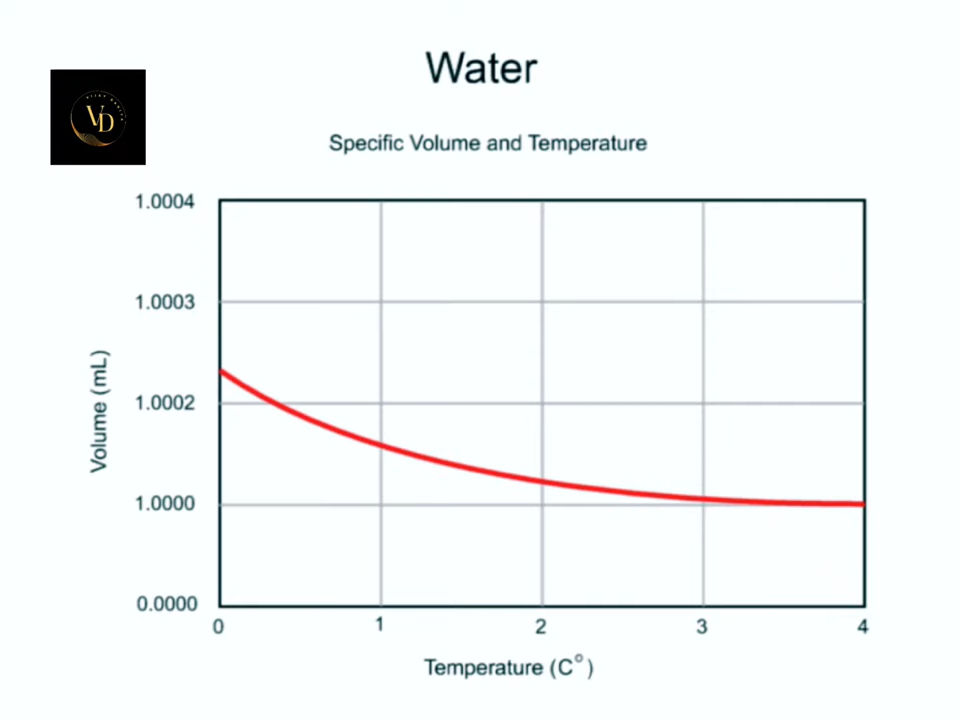 Water
VD
Specific Volume and Temperature
1.0004
1.0003
1.0002
1.0000
0.0000
Volume (mL)
0 1 2 3 4
Temperature (C°)